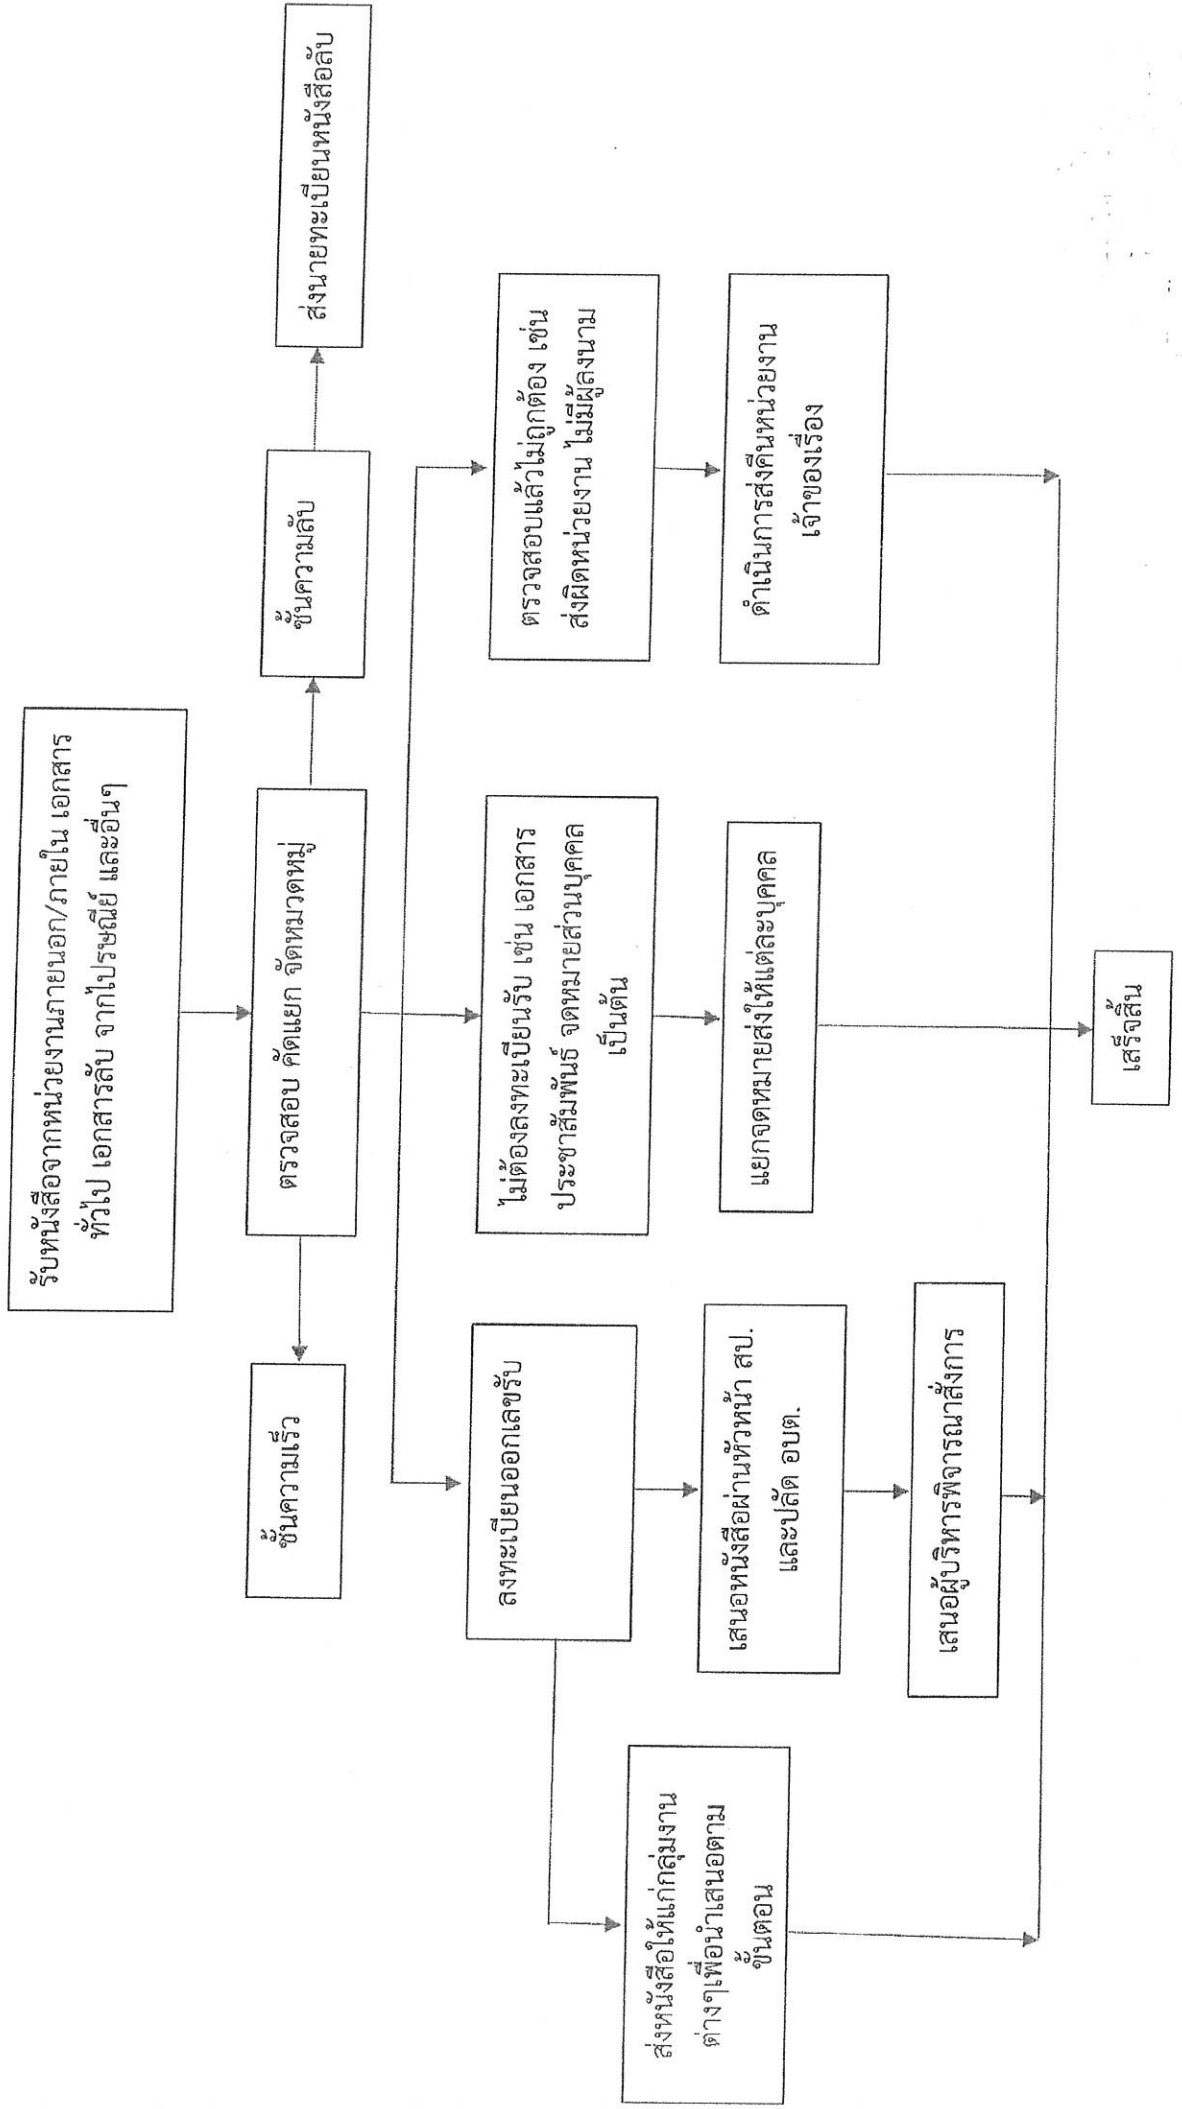 รับหนังสือจากหน่วยงานภายนอก/ภายใน เอกสาร
ทั่วไป เอกสารลับ จากไปรษณีย์ และอื่นๆ
ชั้นความเร็ว
ตรวจสอบ คัดแยก จัดหมวดหมู่
ชั้นความลับ
ส่งนายทะเบียนหนังสือลับ
ลงทะเบียนออกเลขรับ
ไม่ต้องลงทะเบียนรับ เช่น เอกสาร
ประชาสัมพันธ์ จดหมายส่วนบุคคล
เป็นต้น
ตรวจสอบแล้วไม่ถูกต้อง เช่น
ส่งผิดหน่วยงาน ไม่มีผู้ลงนาม
ส่งหนังสือให้แก่กลุ่มงาน
ต่างๆเพื่อนำเสนอตาม
ขั้นตอน
เสนอหนังสือผ่านหัวหน้า สป.
และปลัด อบต.
แยกจดหมายส่งให้แต่ละบุคคล
ดำเนินการส่งคืนหน่วยงาน
เจ้าของเรื่อง
เสนอผู้บริหารพิจารณาสั่งการ
เสร็จสิ้น